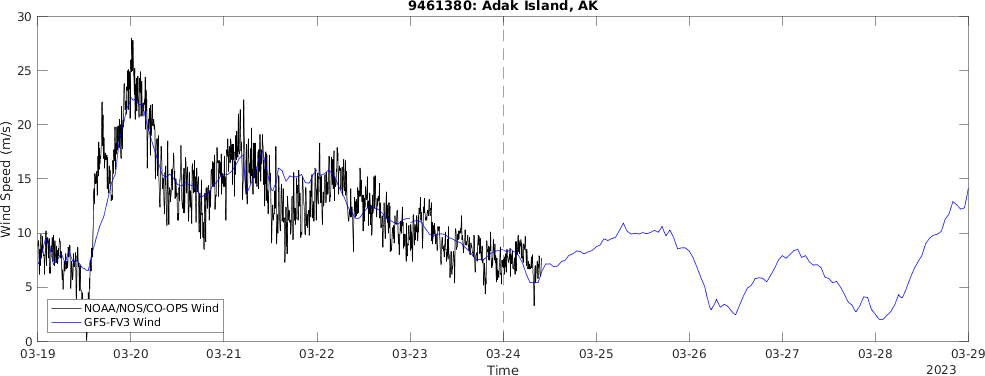 9461380: Adak Island, AK
Wind Speed (m/s)
30
25
20
15
10
5
0
NOAA/NOS/CO-OPS Wind
GFS-FV3 Wind
03-19 03-20 03-21 03-22 03-23 03-24 03-25 03-26 03-27 03-28 03-29
Time
2023